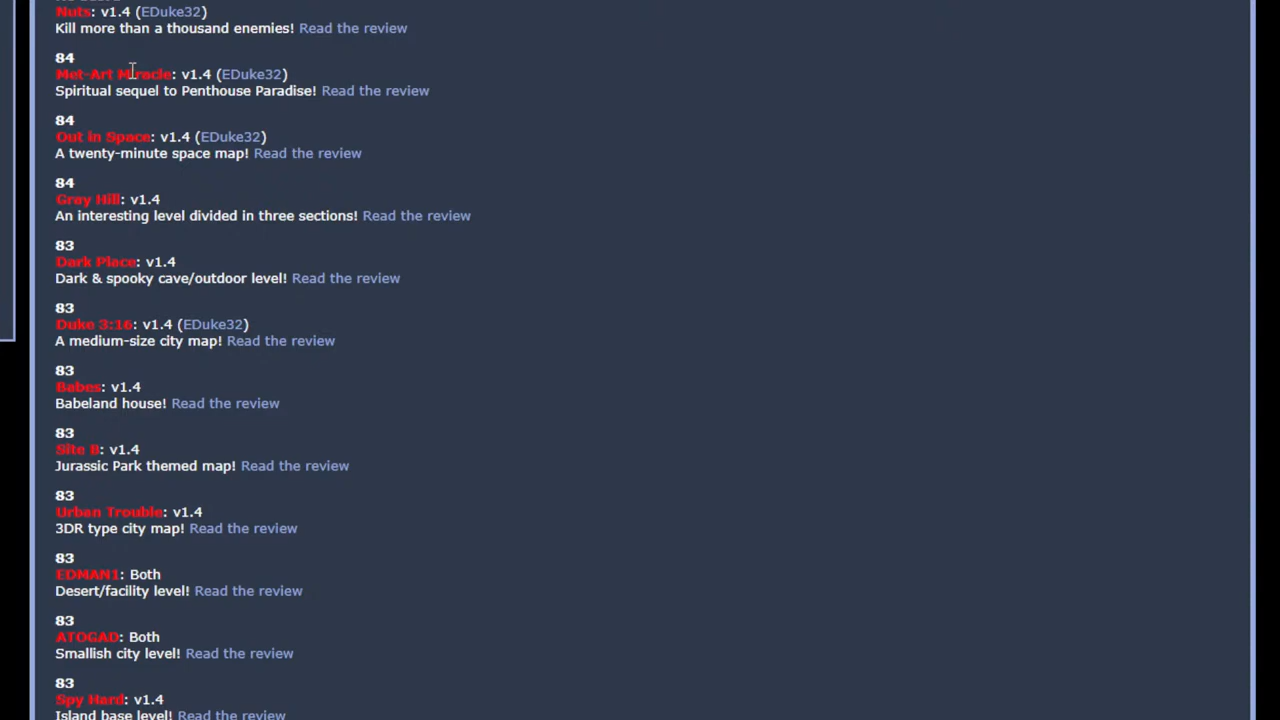 Nuts: v1.4 (EDuke32)
Kill more than a thousand enemies! Read the review
84
Met-Art Miracle: v1.4 (EDuke32)
Spiritual sequel to Penthouse Paradise! Read the review
84
Out in Space: v1.4 (EDuke32)
A twenty-minute space map! Read the review
84
Gray Hill: v1.4
An interesting level divided in three sections! Read the review
83
Dark Place: v1.4
Dark & spooky cave/outdoor level! Read the review
83
Duke 3:16: v1.4 (EDuke32)
A medium-size city map! Read the review
83
Babes: v1.4
Babeland house! Read the review
83
Site B: v1.4
Jurassic Park themed map! Read the review
83
Urban Trouble: v1.4
3DR type city map! Read the review
83
EDMAN1: Both
Desert/facility level! Read the review
83
ATOGAD: Both
Smallish city level! Read the review
83
Spy Hard: v1.4
Island base level! Read the review